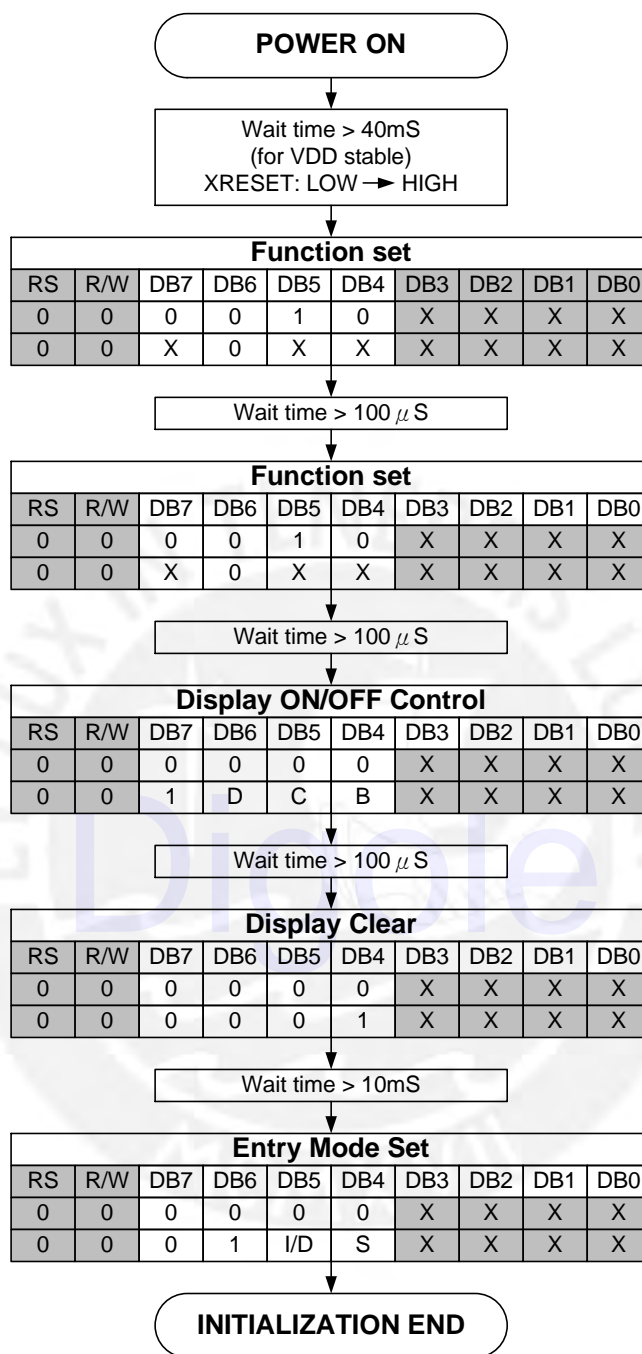 POWER ON
Wait time > 40mS
(for VDD stable)
XRESET: LOW → HIGH
Function set
RS R/W DB7 DB6 DB5 DB4 DB3 DB2 DB1 DB0
0 0 0 0 1 0 X X X X
0 0 X 0 X X X X X X
Wait time > 100 μS
Function set
RS R/W DB7 DB6 DB5 DB4 DB3 DB2 DB1 DB0
0 0 0 0 1 0 X X X X
0 0 X 0 X X X X X X
Wait time > 100 μS
Display ON/OFF Control
RS R/W DB7 DB6 DB5 DB4 DB3 DB2 DB1 DB0
0 0 0 0 0 0 X X X X
0 0 1 D C B X X X X
Wait time > 100 μS
Digole
Display Clear
RS R/W DB7 DB6 DB5 DB4 DB3 DB2 DB1 DB0
0 0 0 0 0 0 X X X X
0 0 0 0 0 1 X X X X
Wait time > 10mS
Entry Mode Set
RS R/W DB7 DB6 DB5 DB4 DB3 DB2 DB1 DB0
0 0 0 0 0 0 X X X X
0 0 0 1 I/D S X X X X
INITIALIZATION END